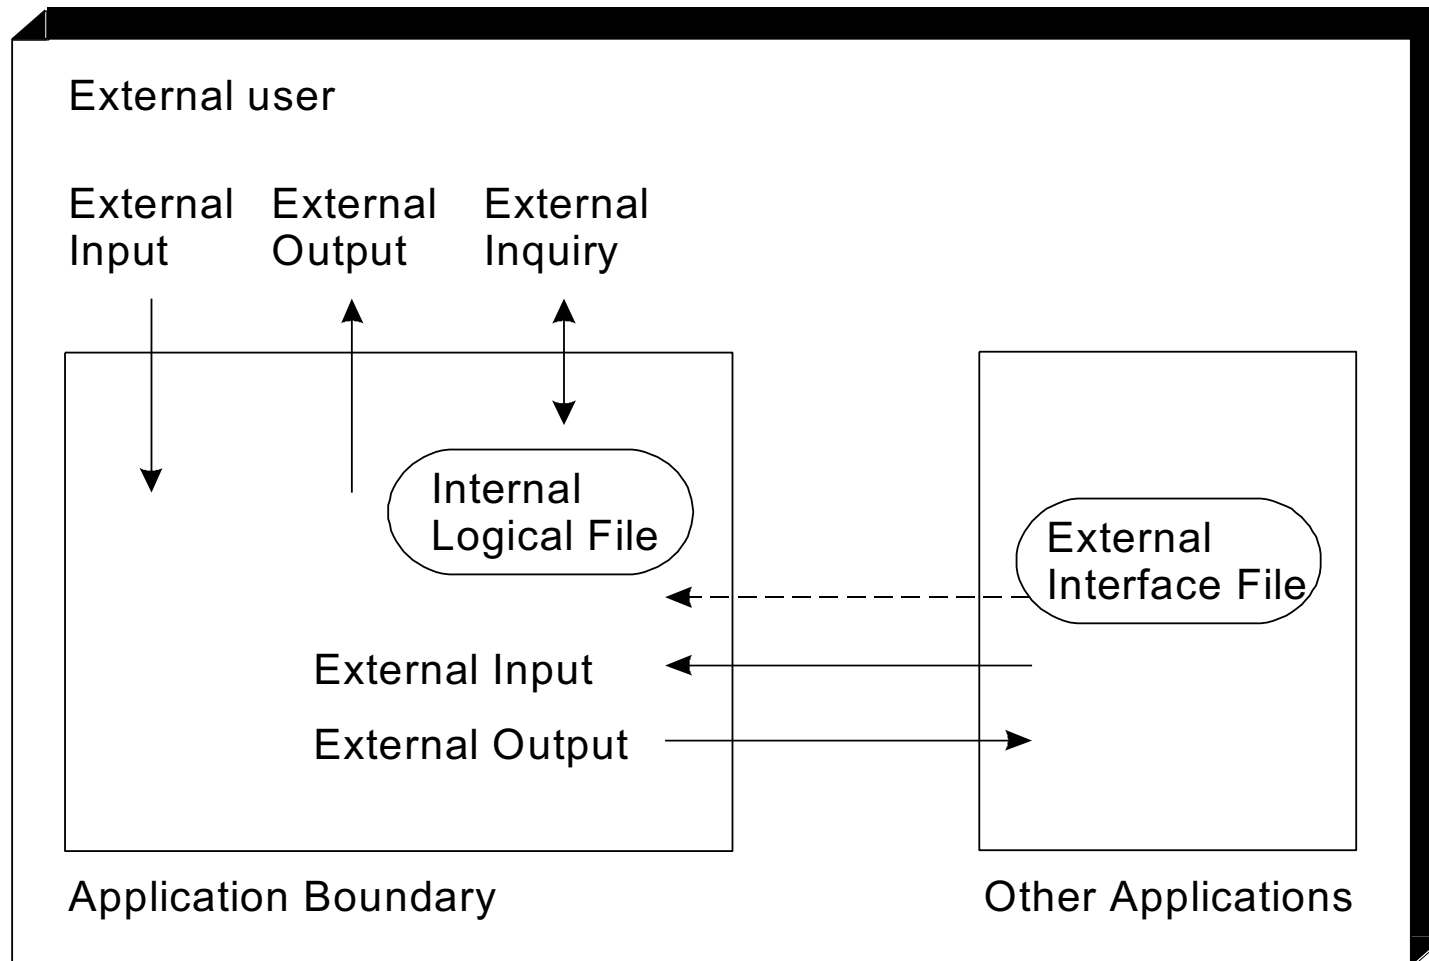 External user
External
Input
External
Output
External
Inquiry
Internal
Logical File
External
Interface File
External Input
External Output
Application Boundary
Other Applications